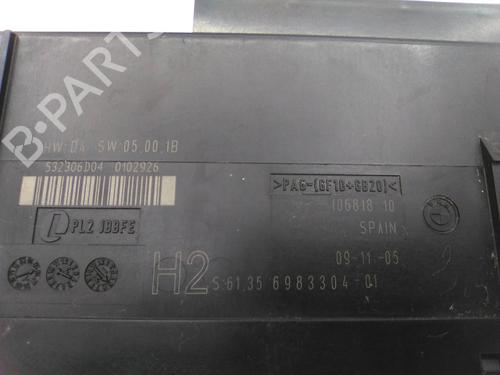 B-PARTS
HW:04 SW:05.00.1B
532306D04 0102926
PL2 1BBFE
>PA6-(GF10+GB20)<
106818 10
SPAIN
09-11-05
H2
S 61.35 6983304-01